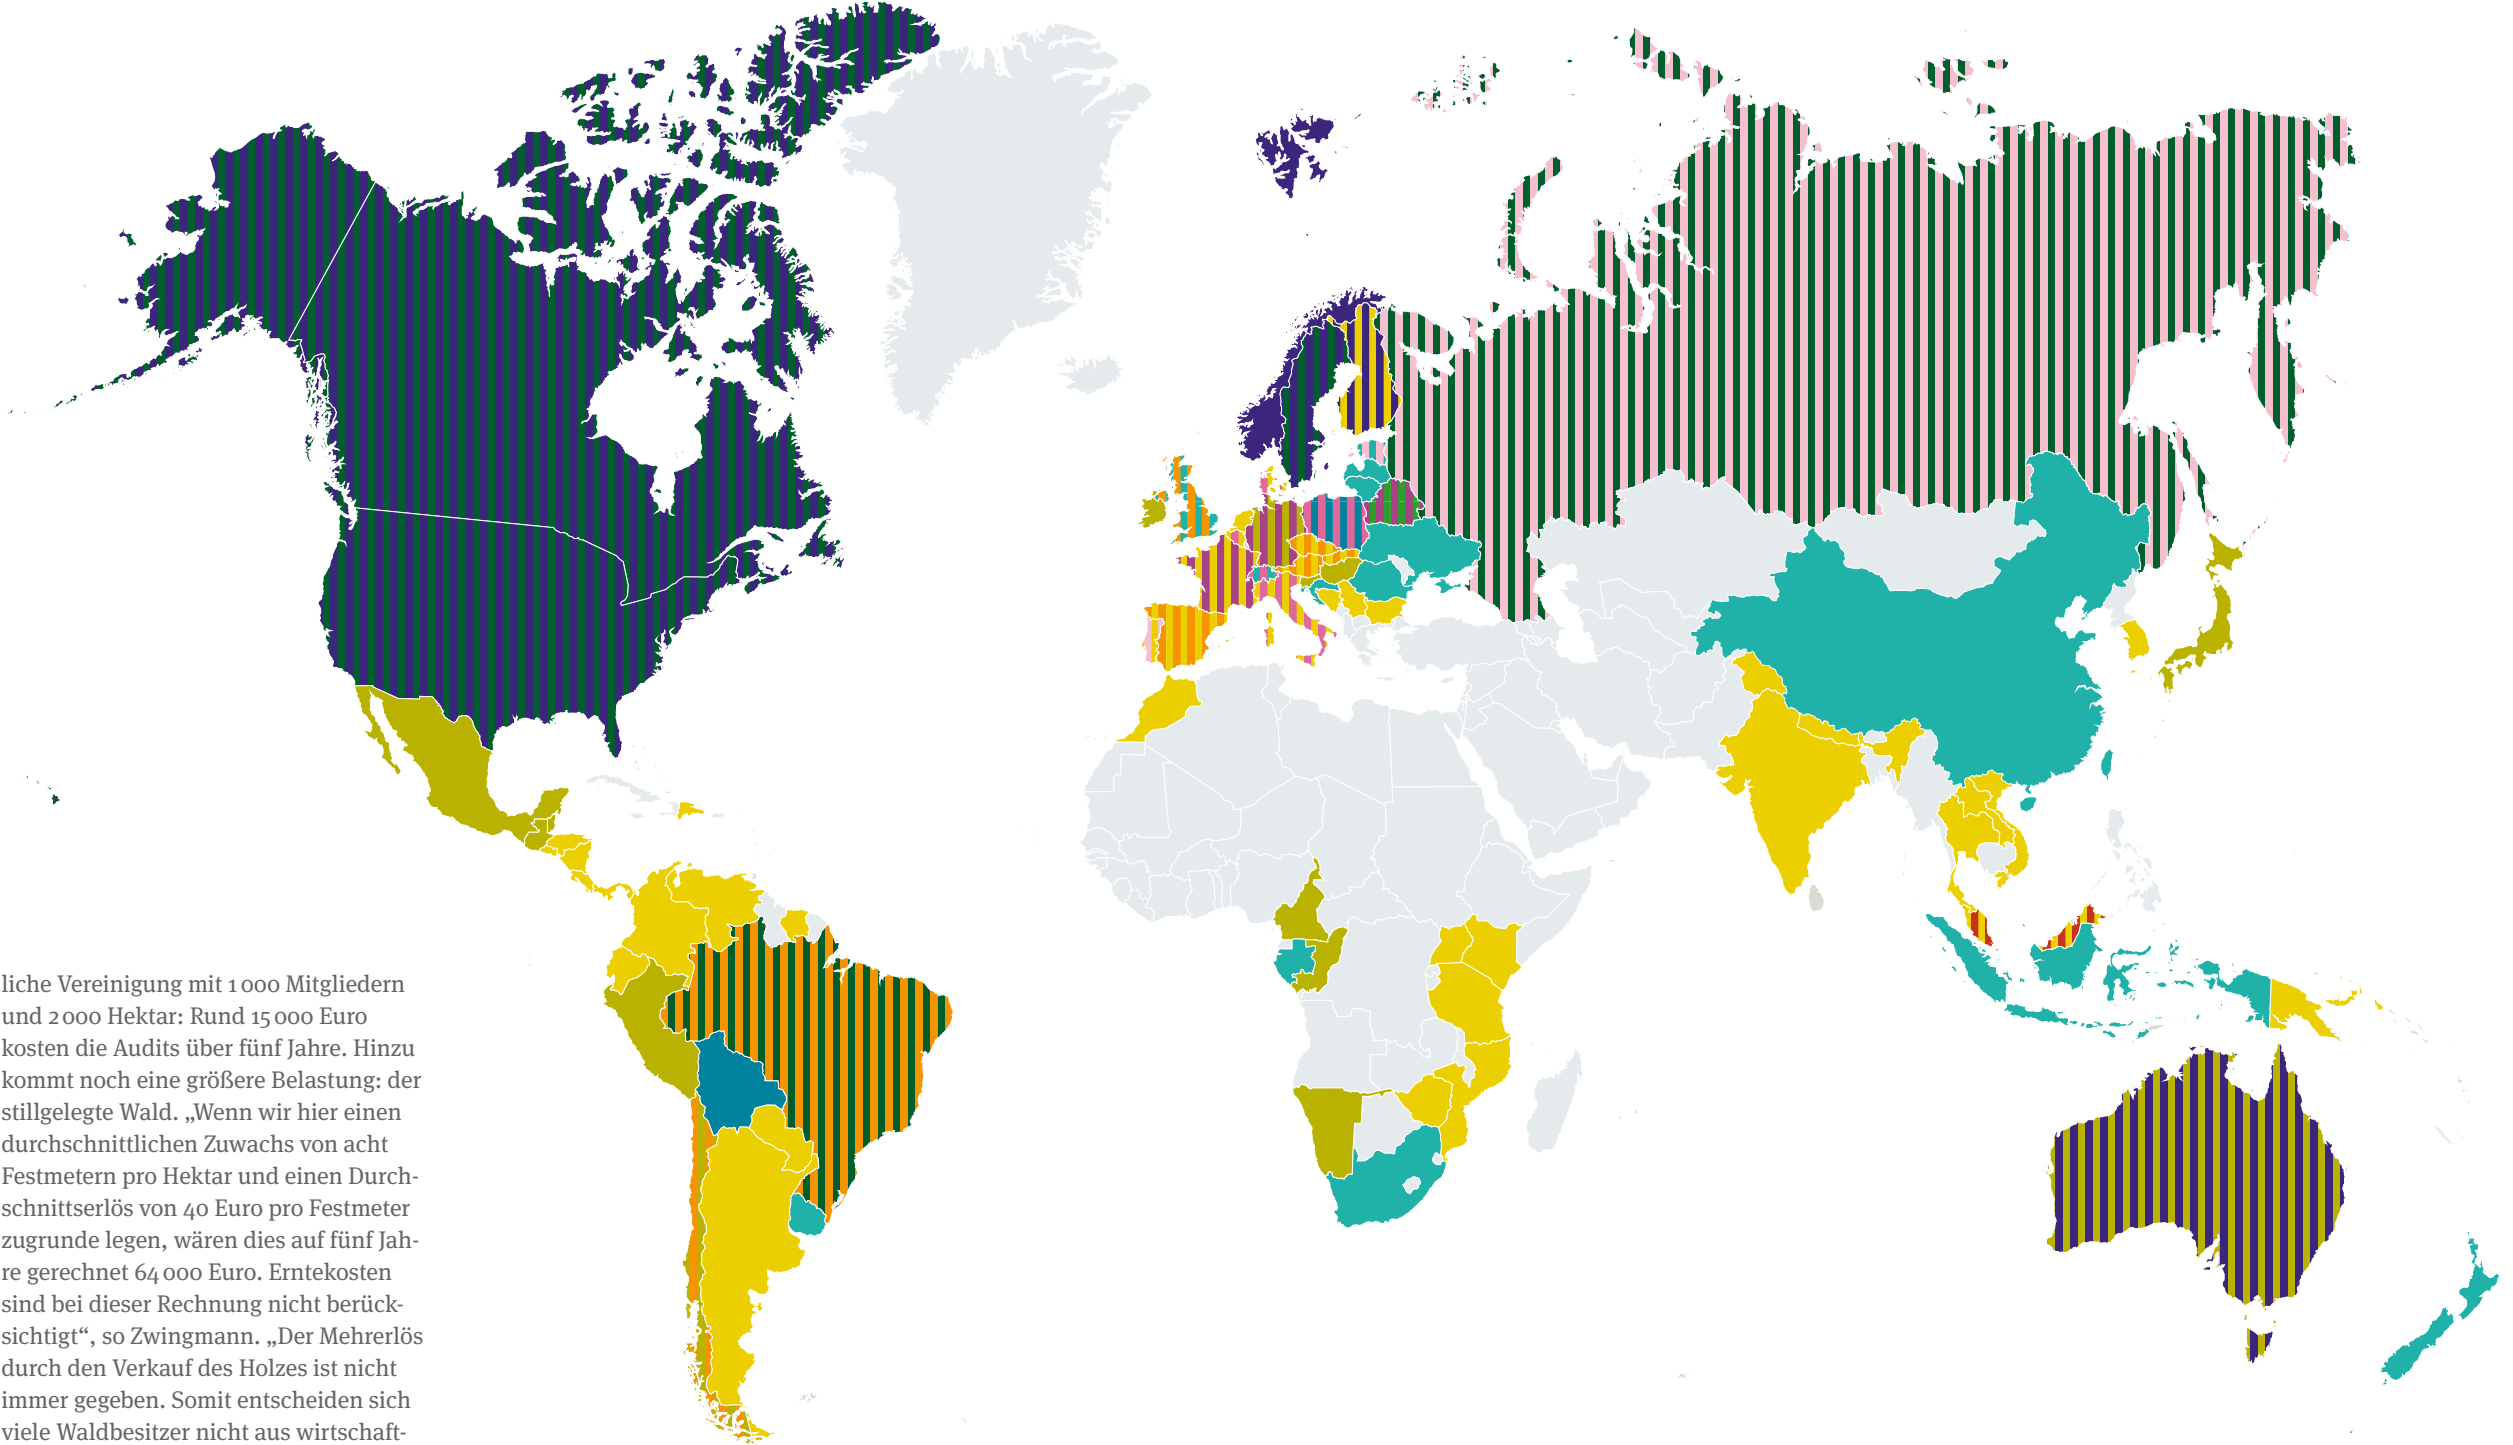 liche Vereinigung mit 1 000 Mitgliedern
und 2 000 Hektar: Rund 15 000 Euro
kosten die Audits über fünf Jahre. Hinzu
kommt noch eine größere Belastung: der
stillgelegte Wald. „Wenn wir hier einen
durchschnittlichen Zuwachs von acht
Festmetern pro Hektar und einen Durch-
schnittserlös von 40 Euro pro Festmeter
zugrunde legen, wären dies auf fünf Jah-
re gerechnet 64 000 Euro. Erntekosten
sind bei dieser Rechnung nicht berück-
sichtigt“, so Zwingmann. „Der Mehrerlös
durch den Verkauf des Holzes ist nicht
immer gegeben. Somit entscheiden sich
viele Waldbesitzer nicht aus wirtschaft-